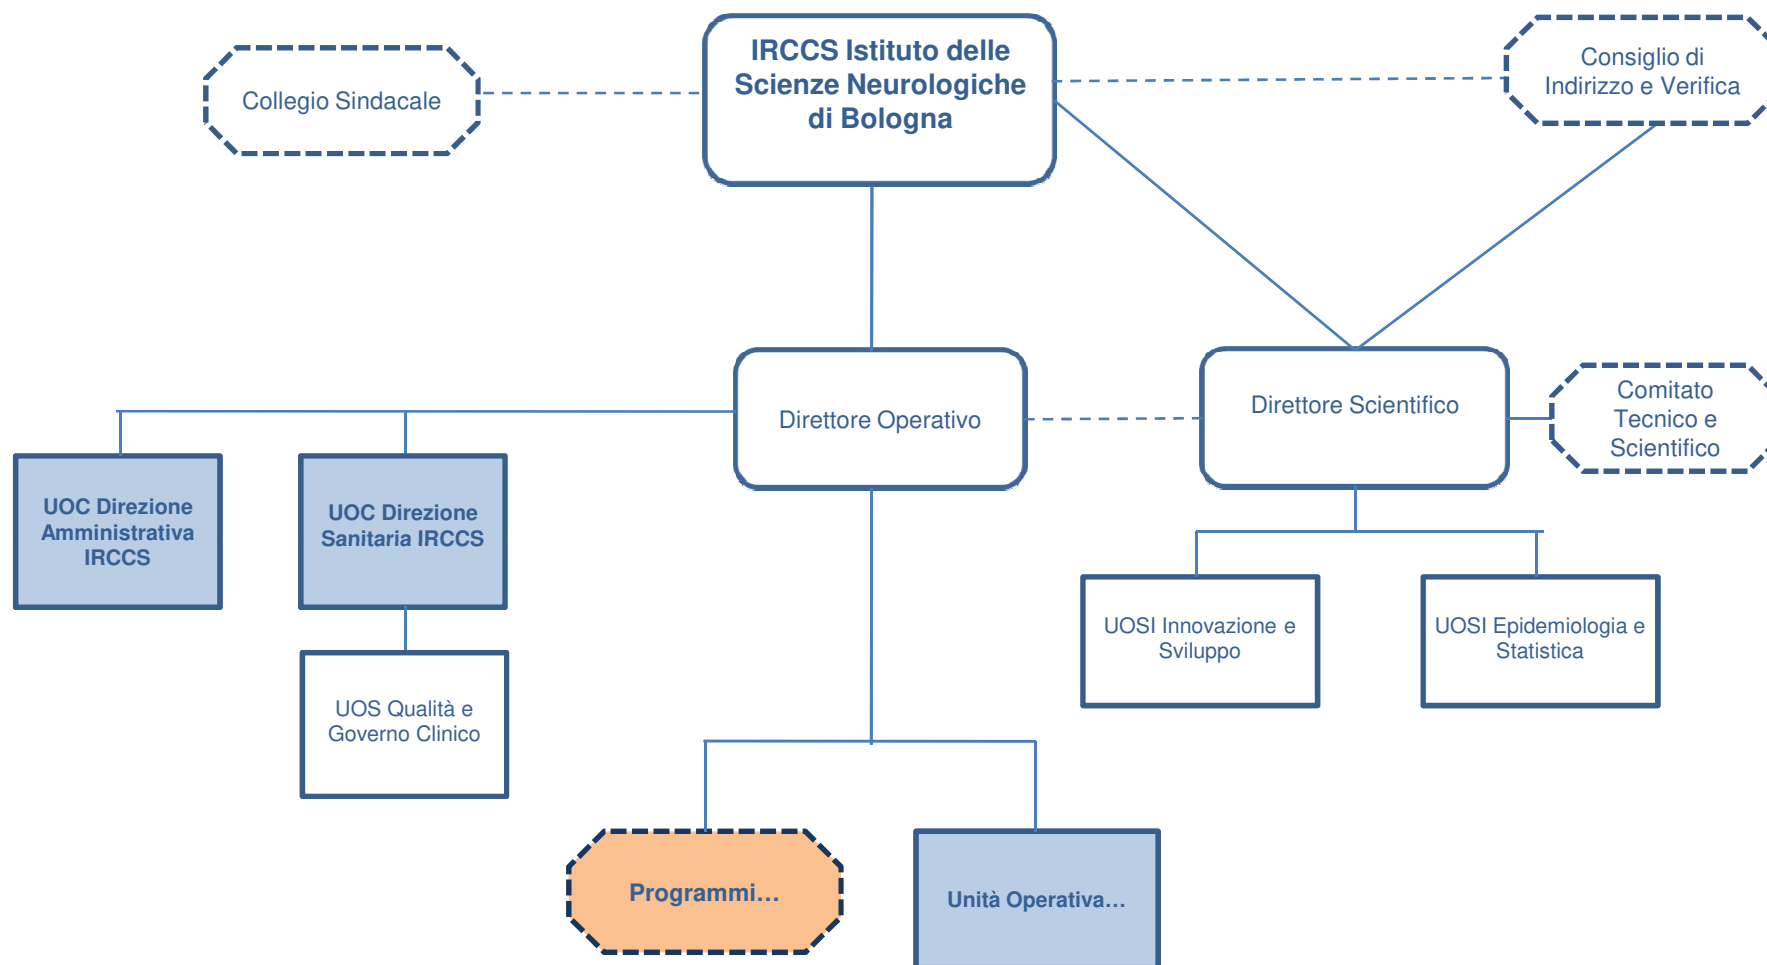 IRCCS Istituto delle
Scienze Neurologiche
di Bologna
Collegio Sindacale
Consiglio di
Indirizzo e Verifica
Direttore Operativo
Direttore Scientifico
Comitato
Tecnico e
Scientifico
UOC Direzione
Amministrativa
IRCCS
UOC Direzione
Sanitaria IRCCS
UOSI Innovazione e
Sviluppo
UOSI Epidemiologia e
Statistica
UOS Qualità e
Governo Clinico
Programmi…
Unità Operativa…